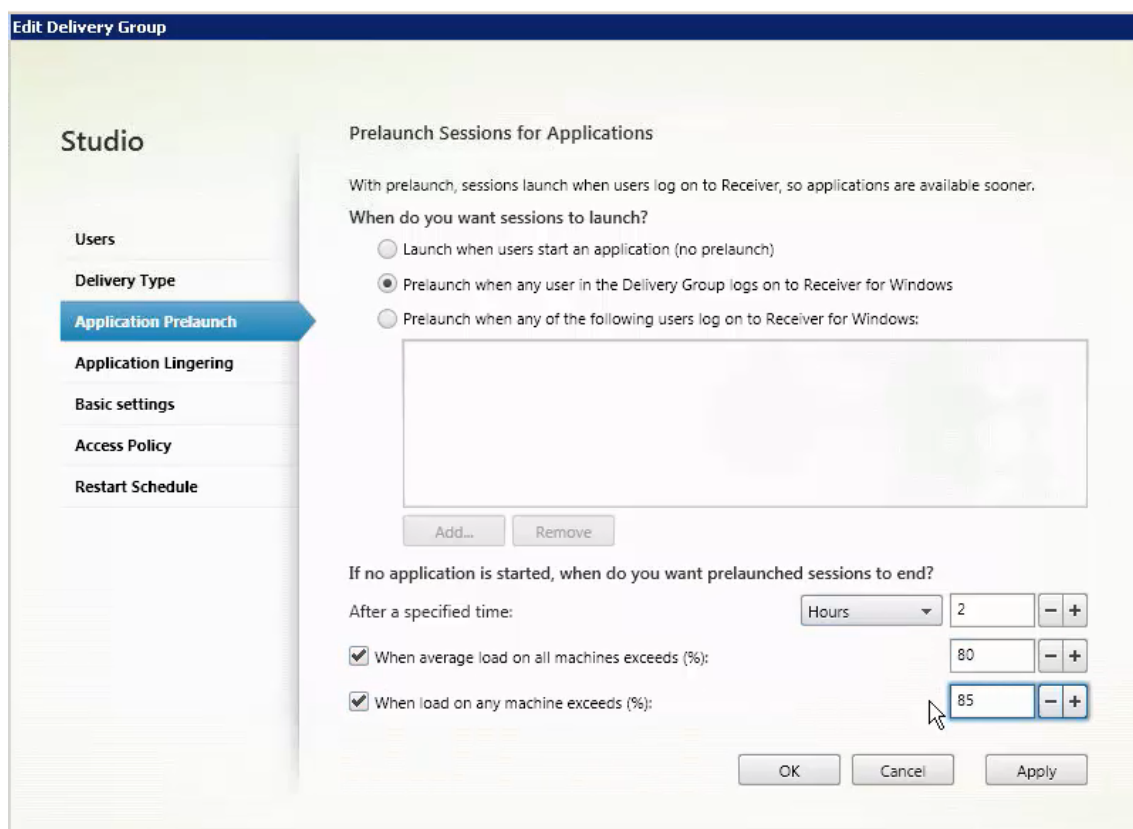 Edit Delivery Group
Studio
Users
Delivery Type
Application Prelaunch
Application Lingering
Basic settings
Access Policy
Restart Schedule
Prelaunch Sessions for Applications
With prelaunch, sessions launch when users log on to Receiver, so applications are available sooner.
When do you want sessions to launch?
Launch when users start an application (no prelaunch)
Prelaunch when any user in the Delivery Group logs on to Receiver for Windows
Prelaunch when any of the following users log on to Receiver for Windows:
Add... Remove
If no application is started, when do you want prelaunched sessions to end?
After a specified time: Hours 2 − +
When average load on all machines exceeds (%): 80 − +
When load on any machine exceeds (%): 85 − +
OK Cancel Apply